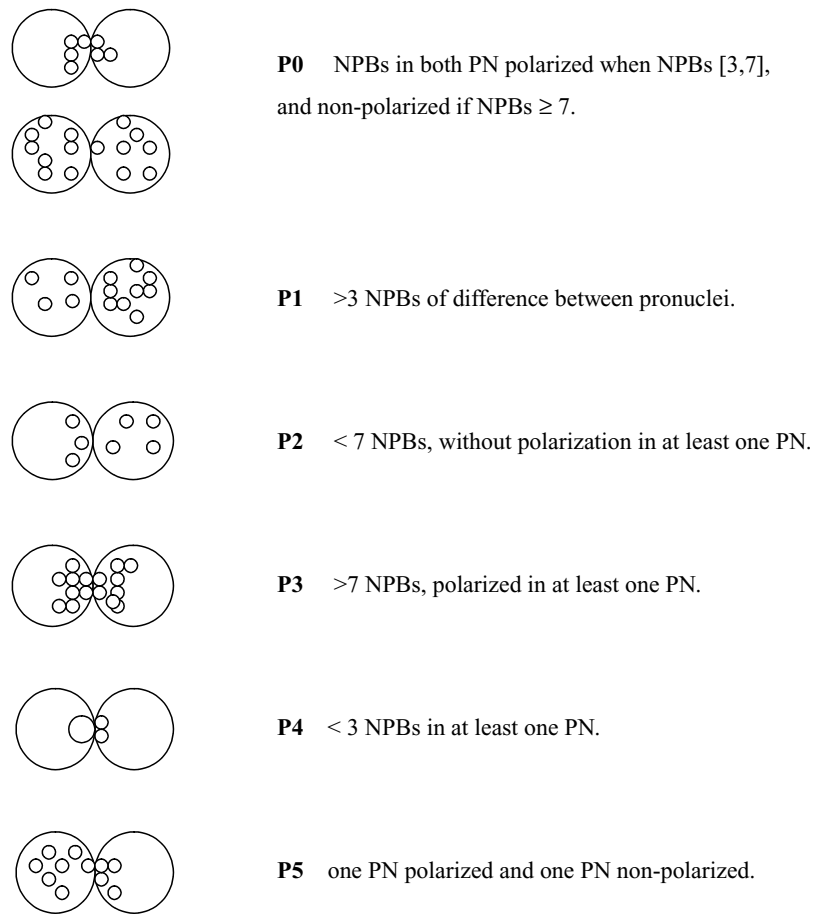 P0 NPBs in both PN polarized when NPBs [3,7],
and non-polarized if NPBs ≥ 7.
P1 >3 NPBs of difference between pronuclei.
P2 < 7 NPBs, without polarization in at least one PN.
P3 >7 NPBs, polarized in at least one PN.
P4 < 3 NPBs in at least one PN.
P5 one PN polarized and one PN non-polarized.